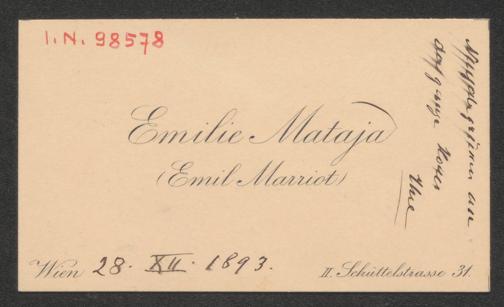 I.N. 98578
Emilie Mataja
(Emil Marriot)
Wien 28. XII. 1893.
II. Schüttelstrasse 31.